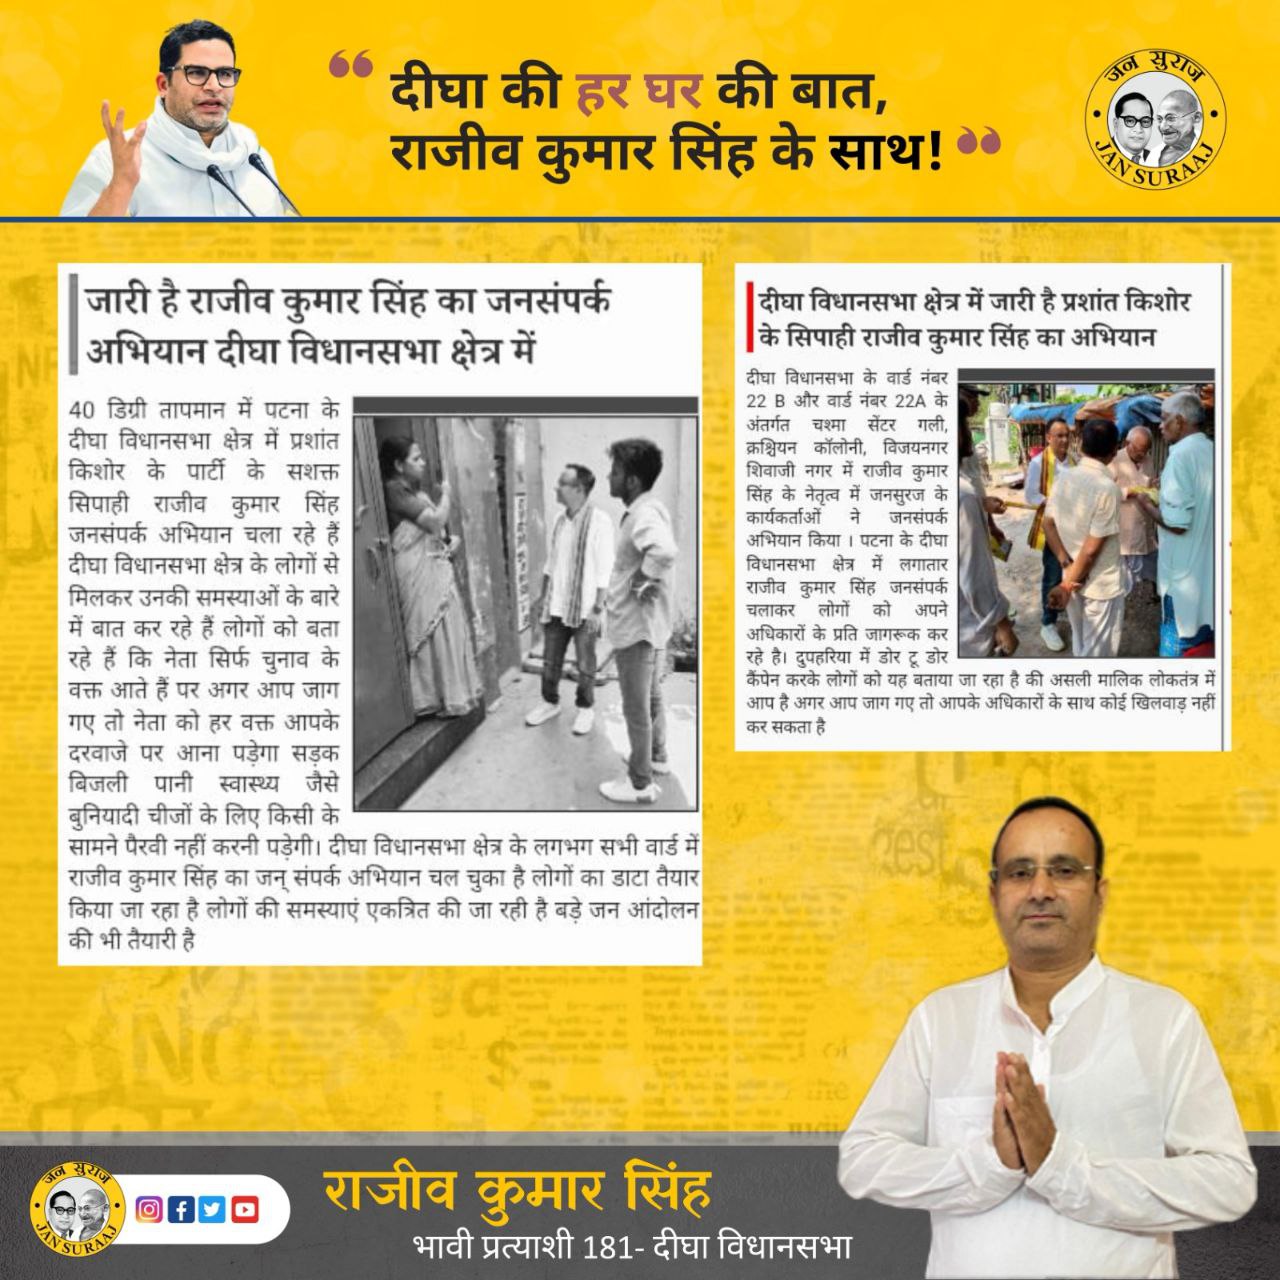 ❝ दीघा की हर घर की बात,
राजीव कुमार सिंह के साथ! ❞
जन सुराज
JAN SURAAJ
जारी है राजीव कुमार सिंह का जनसंपर्क
अभियान दीघा विधानसभा क्षेत्र में
40 डिग्री तापमान में पटना के
दीघा विधानसभा क्षेत्र में प्रशांत
किशोर के पार्टी के सशक्त
सिपाही राजीव कुमार सिंह
जनसंपर्क अभियान चला रहे हैं
दीघा विधानसभा क्षेत्र के लोगों से
मिलकर उनकी समस्याओं के बारे
में बात कर रहे हैं लोगों को बता
रहे हैं कि नेता सिर्फ चुनाव के
वक्त आते हैं पर अगर आप जाग
गए तो नेता को हर वक्त आपके
दरवाजे पर आना पड़ेगा सड़क
बिजली पानी स्वास्थ्य जैसे
बुनियादी चीजों के लिए किसी के
सामने पैरवी नहीं करनी पड़ेगी। दीघा विधानसभा क्षेत्र के लगभग सभी वार्ड में
राजीव कुमार सिंह का जन् संपर्क अभियान चल चुका है लोगों का डाटा तैयार
किया जा रहा है लोगों की समस्याएं एकत्रित की जा रही है बड़े जन आंदोलन
की भी तैयारी है
दीघा विधानसभा क्षेत्र में जारी है प्रशांत किशोर
के सिपाही राजीव कुमार सिंह का अभियान
दीघा विधानसभा के वार्ड नंबर
22 B और वार्ड नंबर 22A के
अंतर्गत चश्मा सेंटर गली,
क्रश्चियन कॉलोनी, विजयनगर
शिवाजी नगर में राजीव कुमार
सिंह के नेतृत्व में जनसुरज के
कार्यकर्ताओं ने जनसंपर्क
अभियान किया । पटना के दीघा
विधानसभा क्षेत्र में लगातार
राजीव कुमार सिंह जनसंपर्क
चलाकर लोगों को अपने
अधिकारों के प्रति जागरूक कर
रहे है। दुपहरिया में डोर टू डोर
कैंपेन करके लोगों को यह बताया जा रहा है की असली मालिक लोकतंत्र में
आप है अगर आप जाग गए तो आपके अधिकारों के साथ कोई खिलवाड़ नहीं
कर सकता है
जन सुराज
JAN SURAAJ
राजीव कुमार सिंह
भावी प्रत्याशी 181- दीघा विधानसभा